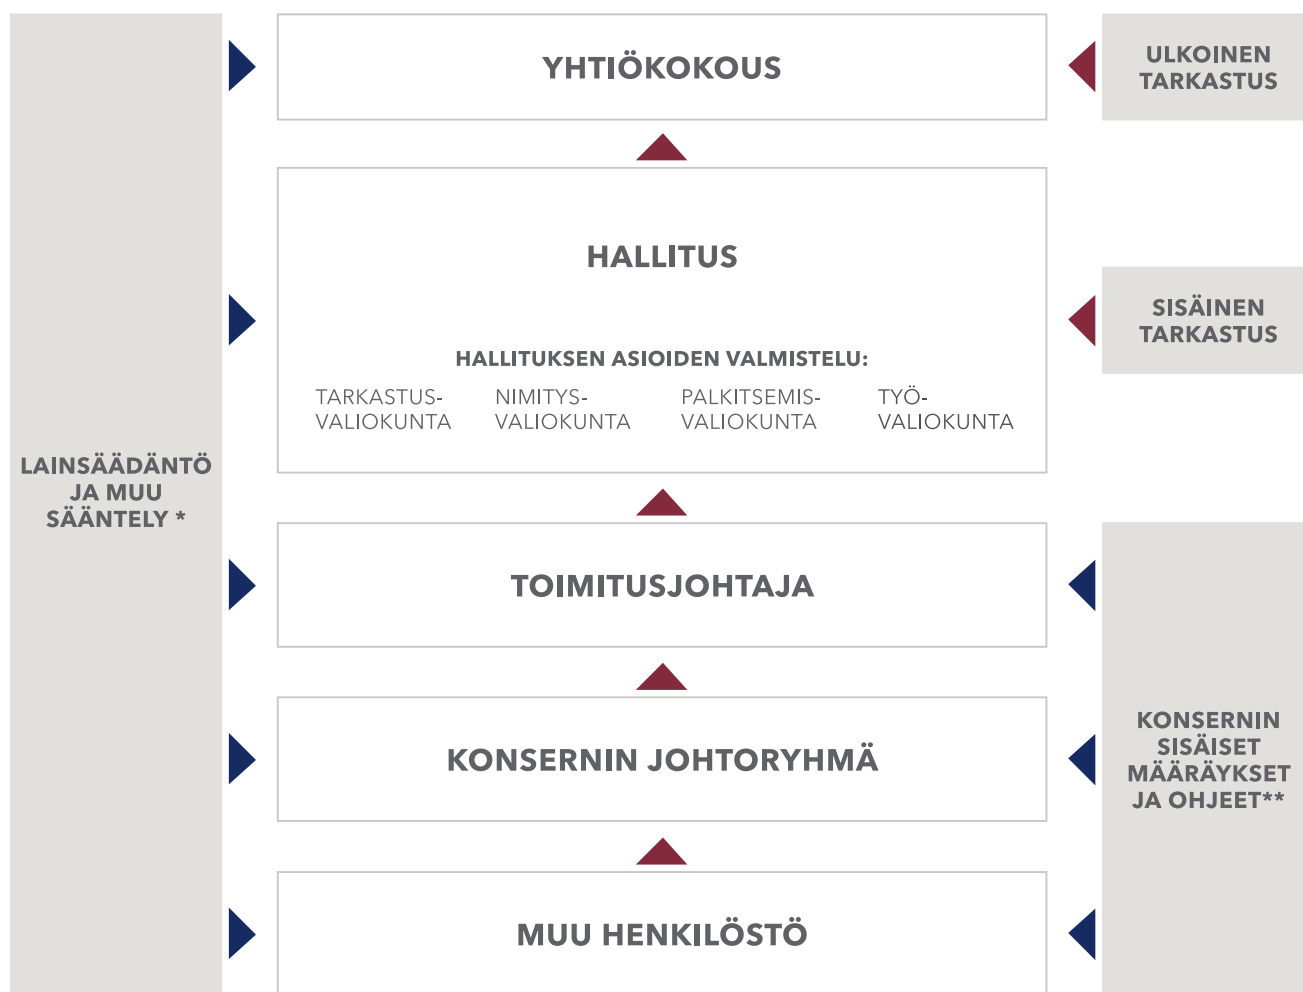 YHTIÖKOKOUS
ULKOINEN
TARKASTUS
HALLITUS
SISÄINEN
TARKASTUS
HALLITUKSEN ASIOIDEN VALMISTELU:
TARKASTUS-
VALIOKUNTA
NIMITYS-
VALIOKUNTA
PALKITSEMIS-
VALIOKUNTA
TYÖ-
VALIOKUNTA
LAINSÄÄDÄNTÖ
JA MUU
SÄÄNTELY *
TOIMITUSJOHTAJA
KONSERNIN JOHTORYHMÄ
KONSERNIN
SISÄISET
MÄÄRÄYKSET
JA OHJEET**
MUU HENKILÖSTÖ